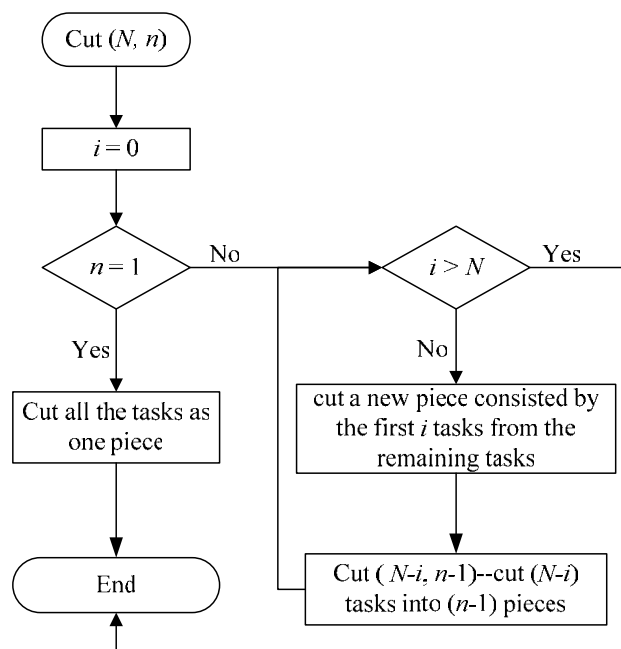 Cut (N, n)
i = 0
n = 1
No
i > N
Yes
Yes
No
Cut all the tasks as
one piece
cut a new piece consisted by
the first i tasks from the
remaining tasks
End
Cut ( N-i, n-1)--cut (N-i)
tasks into (n-1) pieces